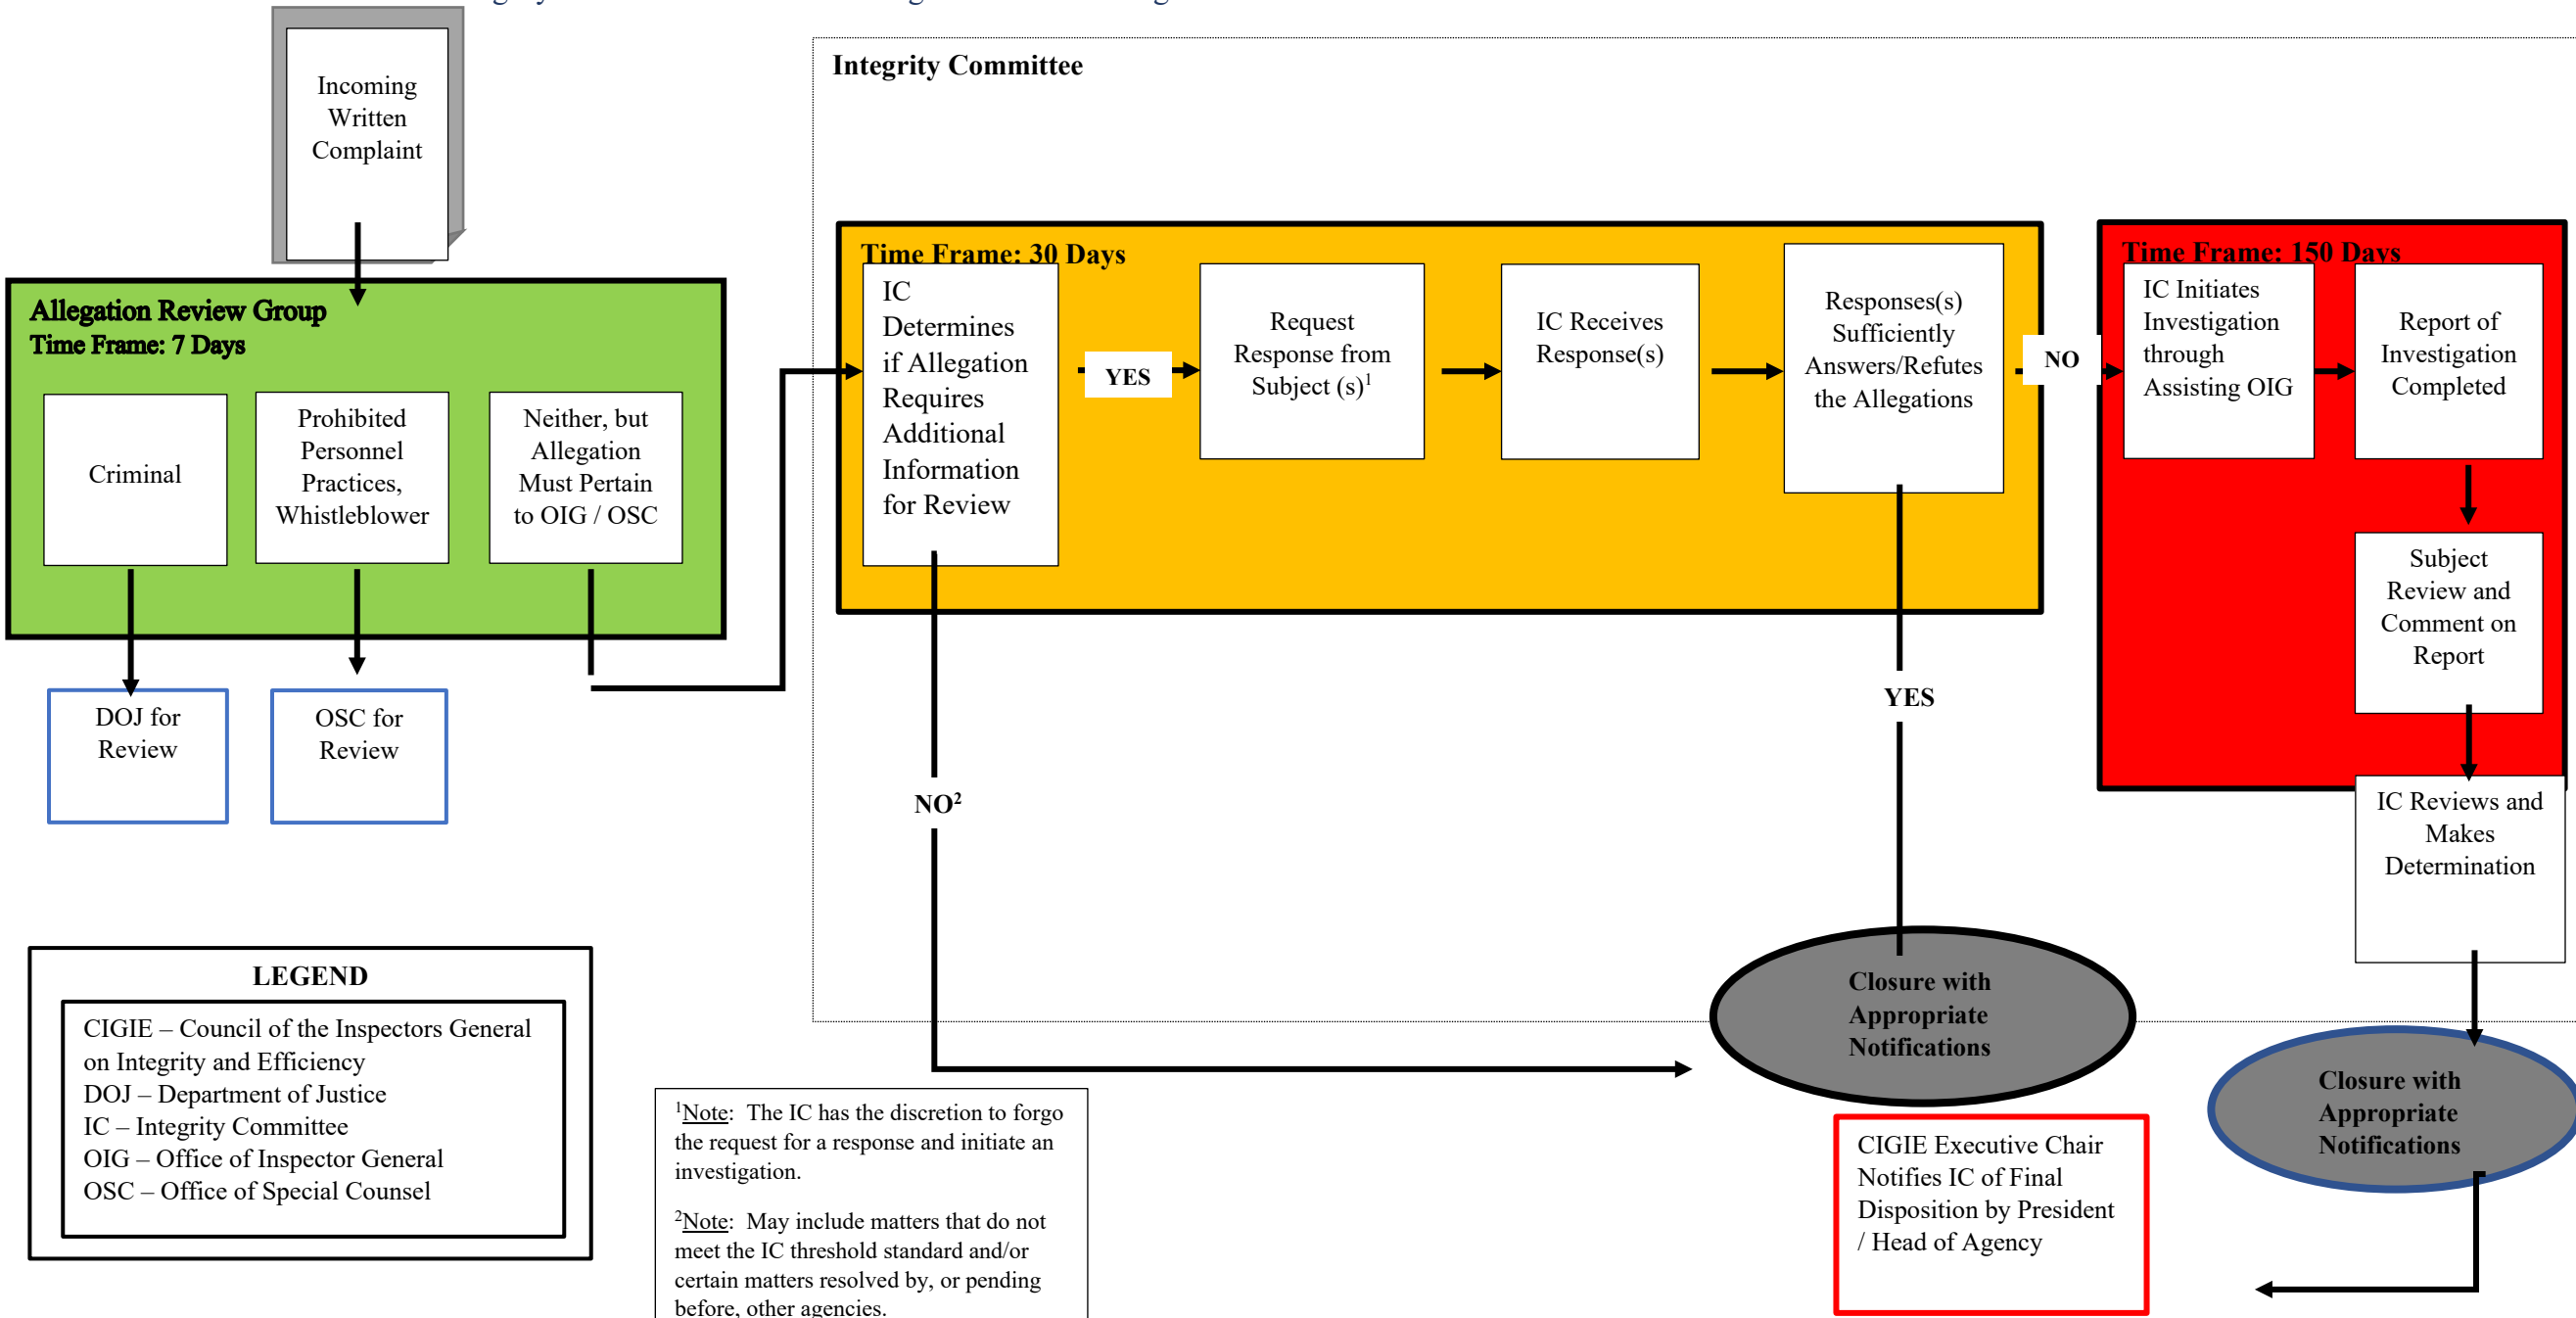 Incoming
Written
Complaint
Integrity Committee
Allegation Review Group
Time Frame: 7 Days
Criminal
Prohibited
Personnel
Practices,
Whistleblower
Neither, but
Allegation
Must Pertain
to OIG / OSC
DOJ for
Review
OSC for
Review
Time Frame: 30 Days
IC
Determines
if Allegation
Requires
Additional
Information
for Review
YES
Request
Response from
Subject (s)¹
IC Receives
Response(s)
Responses(s)
Sufficiently
Answers/Refutes
the Allegations
NO
Time Frame: 150 Days
IC Initiates
Investigation
through
Assisting OIG
Report of
Investigation
Completed
Subject
Review and
Comment on
Report
IC Reviews and
Makes
Determination
NO²
YES
Closure with
Appropriate
Notifications
Closure with
Appropriate
Notifications
CIGIE Executive Chair
Notifies IC of Final
Disposition by President
/ Head of Agency
LEGEND
CIGIE – Council of the Inspectors General
on Integrity and Efficiency
DOJ – Department of Justice
IC – Integrity Committee
OIG – Office of Inspector General
OSC – Office of Special Counsel
¹Note: The IC has the discretion to forgo
the request for a response and initiate an
investigation.
²Note: May include matters that do not
meet the IC threshold standard and/or
certain matters resolved by, or pending
before, other agencies.